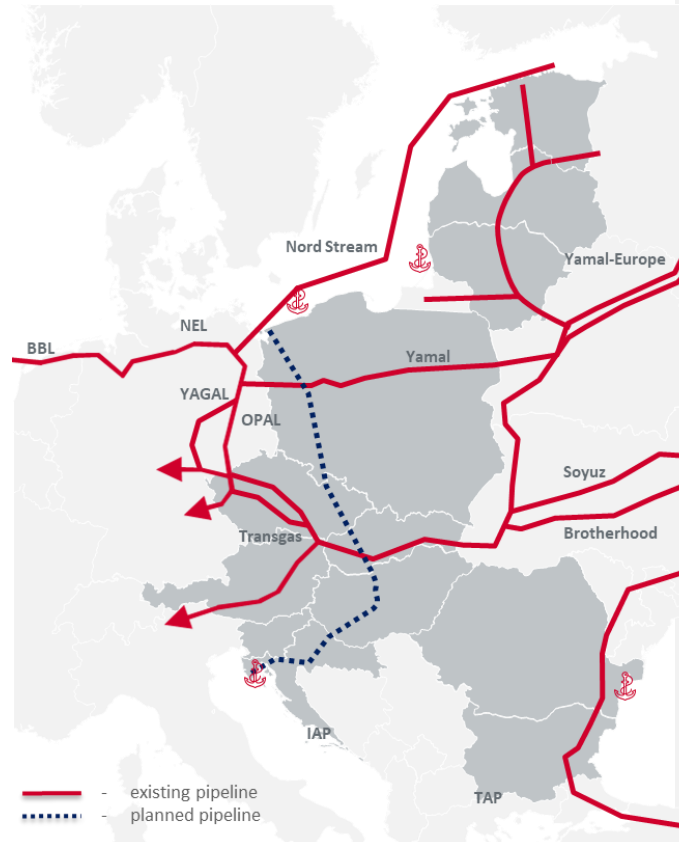 Nord Stream
Yamal-Europe
NEL
BBL
Yamal
YAGAL
OPAL
Soyuz
Transgas
Brotherhood
IAP
TAP
- existing pipeline
- planned pipeline